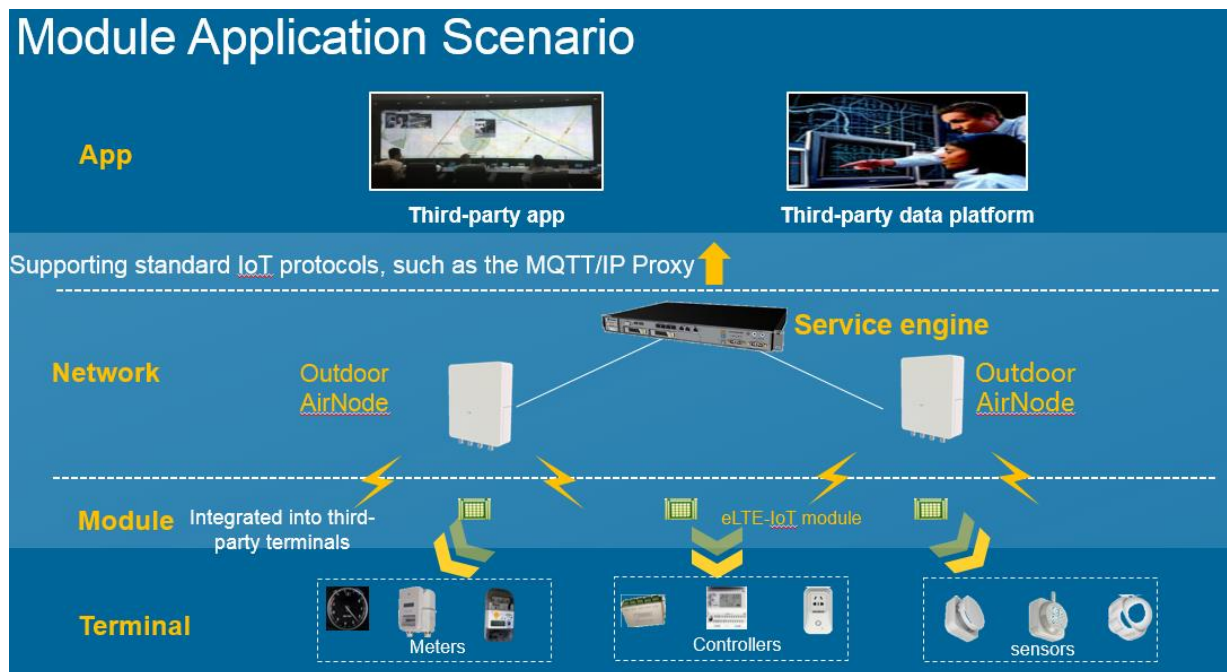 Module Application Scenario
App
Third-party app
Third-party data platform
Supporting standard IoT protocols, such as the MQTT/IP Proxy
Service engine
Network
Outdoor
AirNode
Outdoor
AirNode
Module
Integrated into third-
party terminals
eLTE-IoT module
Terminal
Meters
Controllers
sensors